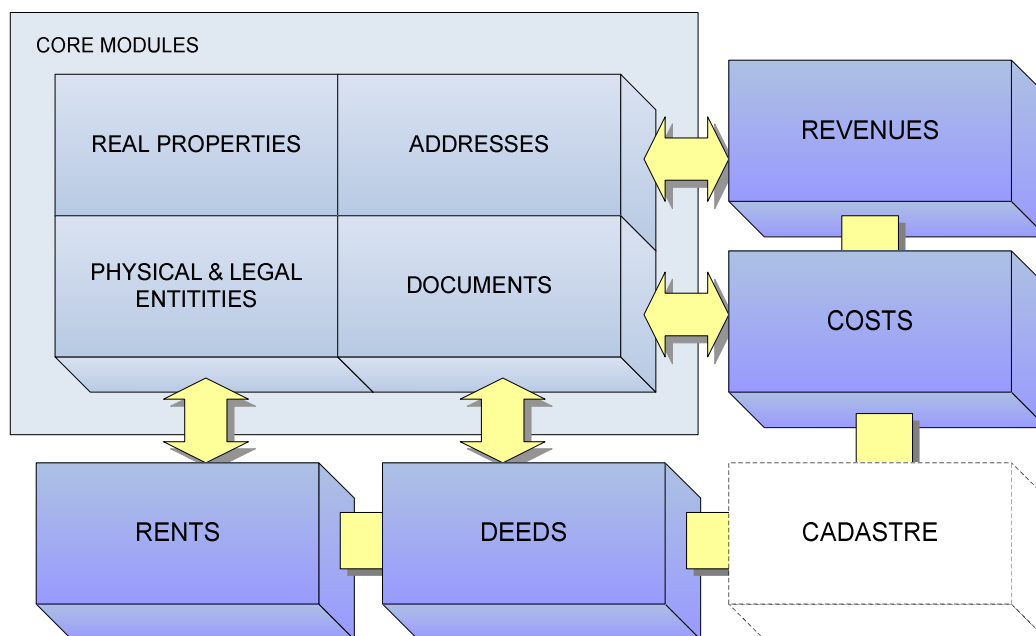 CORE MODULES
REAL PROPERTIES
ADDRESSES
REVENUES
PHYSICAL & LEGAL
ENTITITIES
DOCUMENTS
COSTS
RENTS
DEEDS
CADASTRE